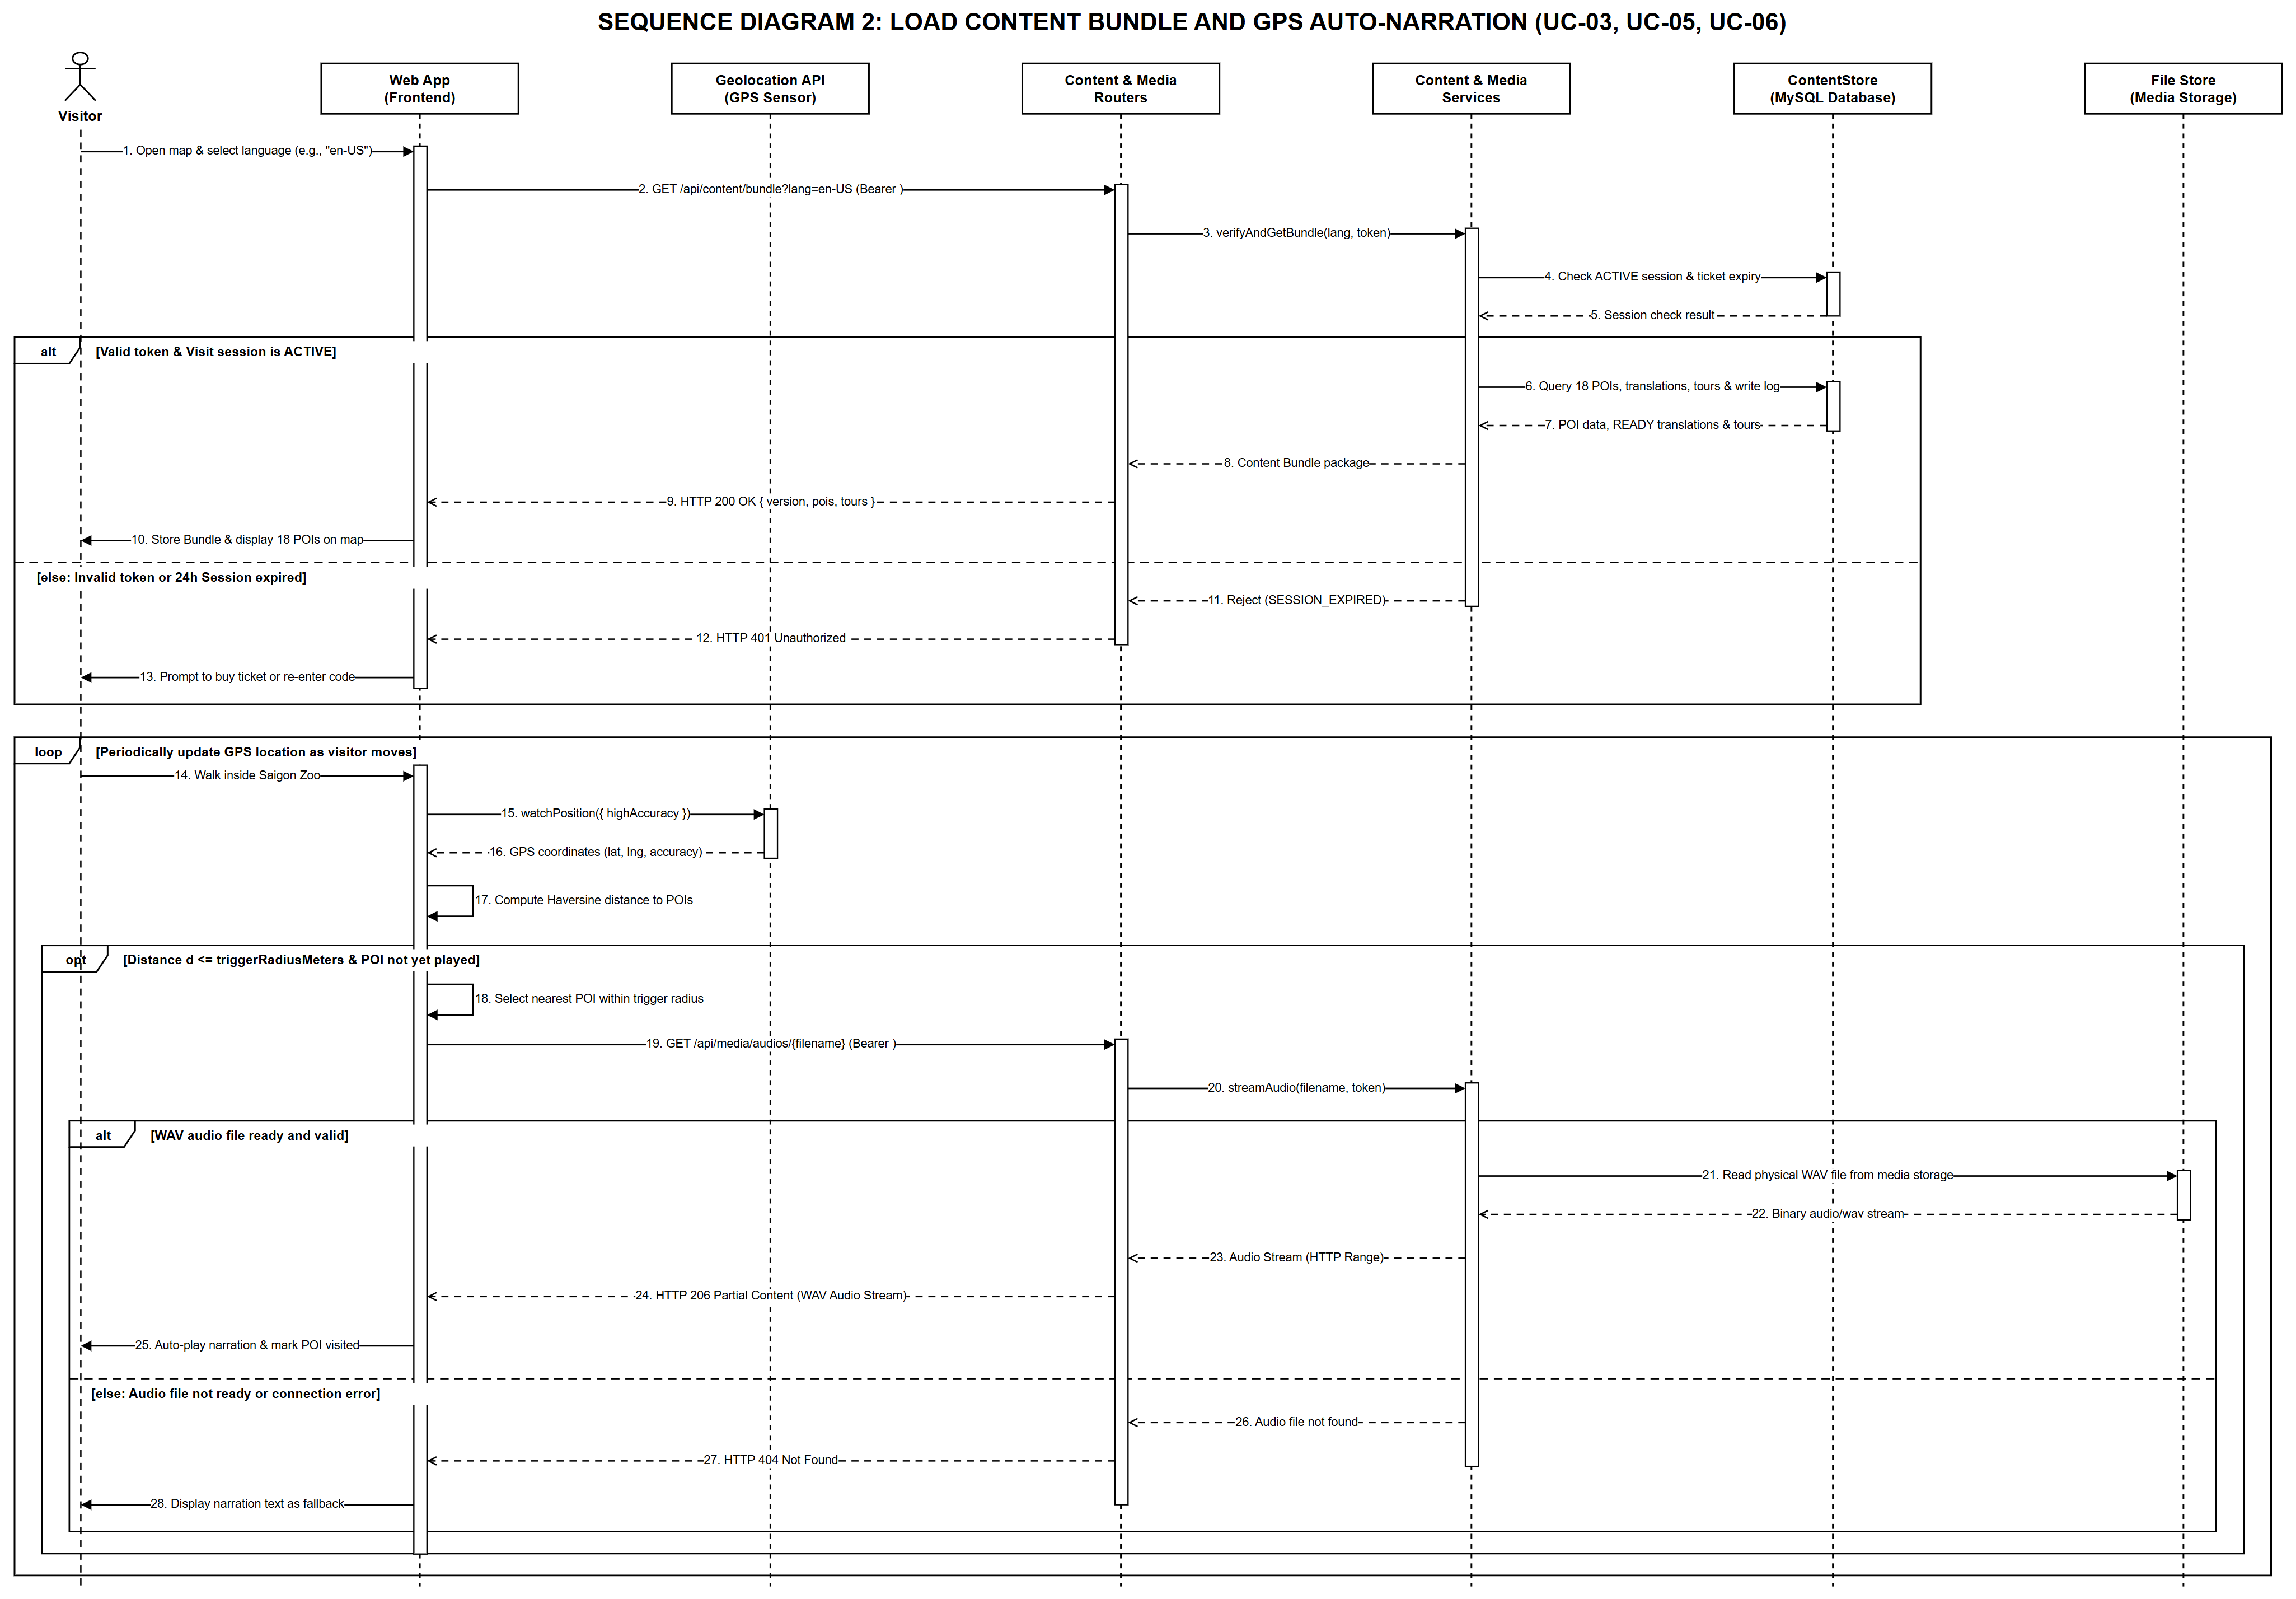 SEQUENCE DIAGRAM 2: LOAD CONTENT BUNDLE AND GPS AUTO-NARRATION (UC-03, UC-05, UC-06)
Visitor
Web App
(Frontend)
Geolocation API
(GPS Sensor)
Content & Media
Routers
Content & Media
Services
ContentStore
(MySQL Database)
File Store
(Media Storage)
1. Open map & select language (e.g., "en-US")
2. GET /api/content/bundle?lang=en-US (Bearer )
3. verifyAndGetBundle(lang, token)
4. Check ACTIVE session & ticket expiry
5. Session check result
alt
[Valid token & Visit session is ACTIVE]
6. Query 18 POIs, translations, tours & write log
7. POI data, READY translations & tours
8. Content Bundle package
9. HTTP 200 OK { version, pois, tours }
10. Store Bundle & display 18 POIs on map
[else: Invalid token or 24h Session expired]
11. Reject (SESSION_EXPIRED)
12. HTTP 401 Unauthorized
13. Prompt to buy ticket or re-enter code
loop
[Periodically update GPS location as visitor moves]
14. Walk inside Saigon Zoo
15. watchPosition({ highAccuracy })
16. GPS coordinates (lat, lng, accuracy)
17. Compute Haversine distance to POIs
opt
[Distance d <= triggerRadiusMeters & POI not yet played]
18. Select nearest POI within trigger radius
19. GET /api/media/audios/{filename} (Bearer )
20. streamAudio(filename, token)
alt
[WAV audio file ready and valid]
21. Read physical WAV file from media storage
22. Binary audio/wav stream
23. Audio Stream (HTTP Range)
24. HTTP 206 Partial Content (WAV Audio Stream)
25. Auto-play narration & mark POI visited
[else: Audio file not ready or connection error]
26. Audio file not found
27. HTTP 404 Not Found
28. Display narration text as fallback